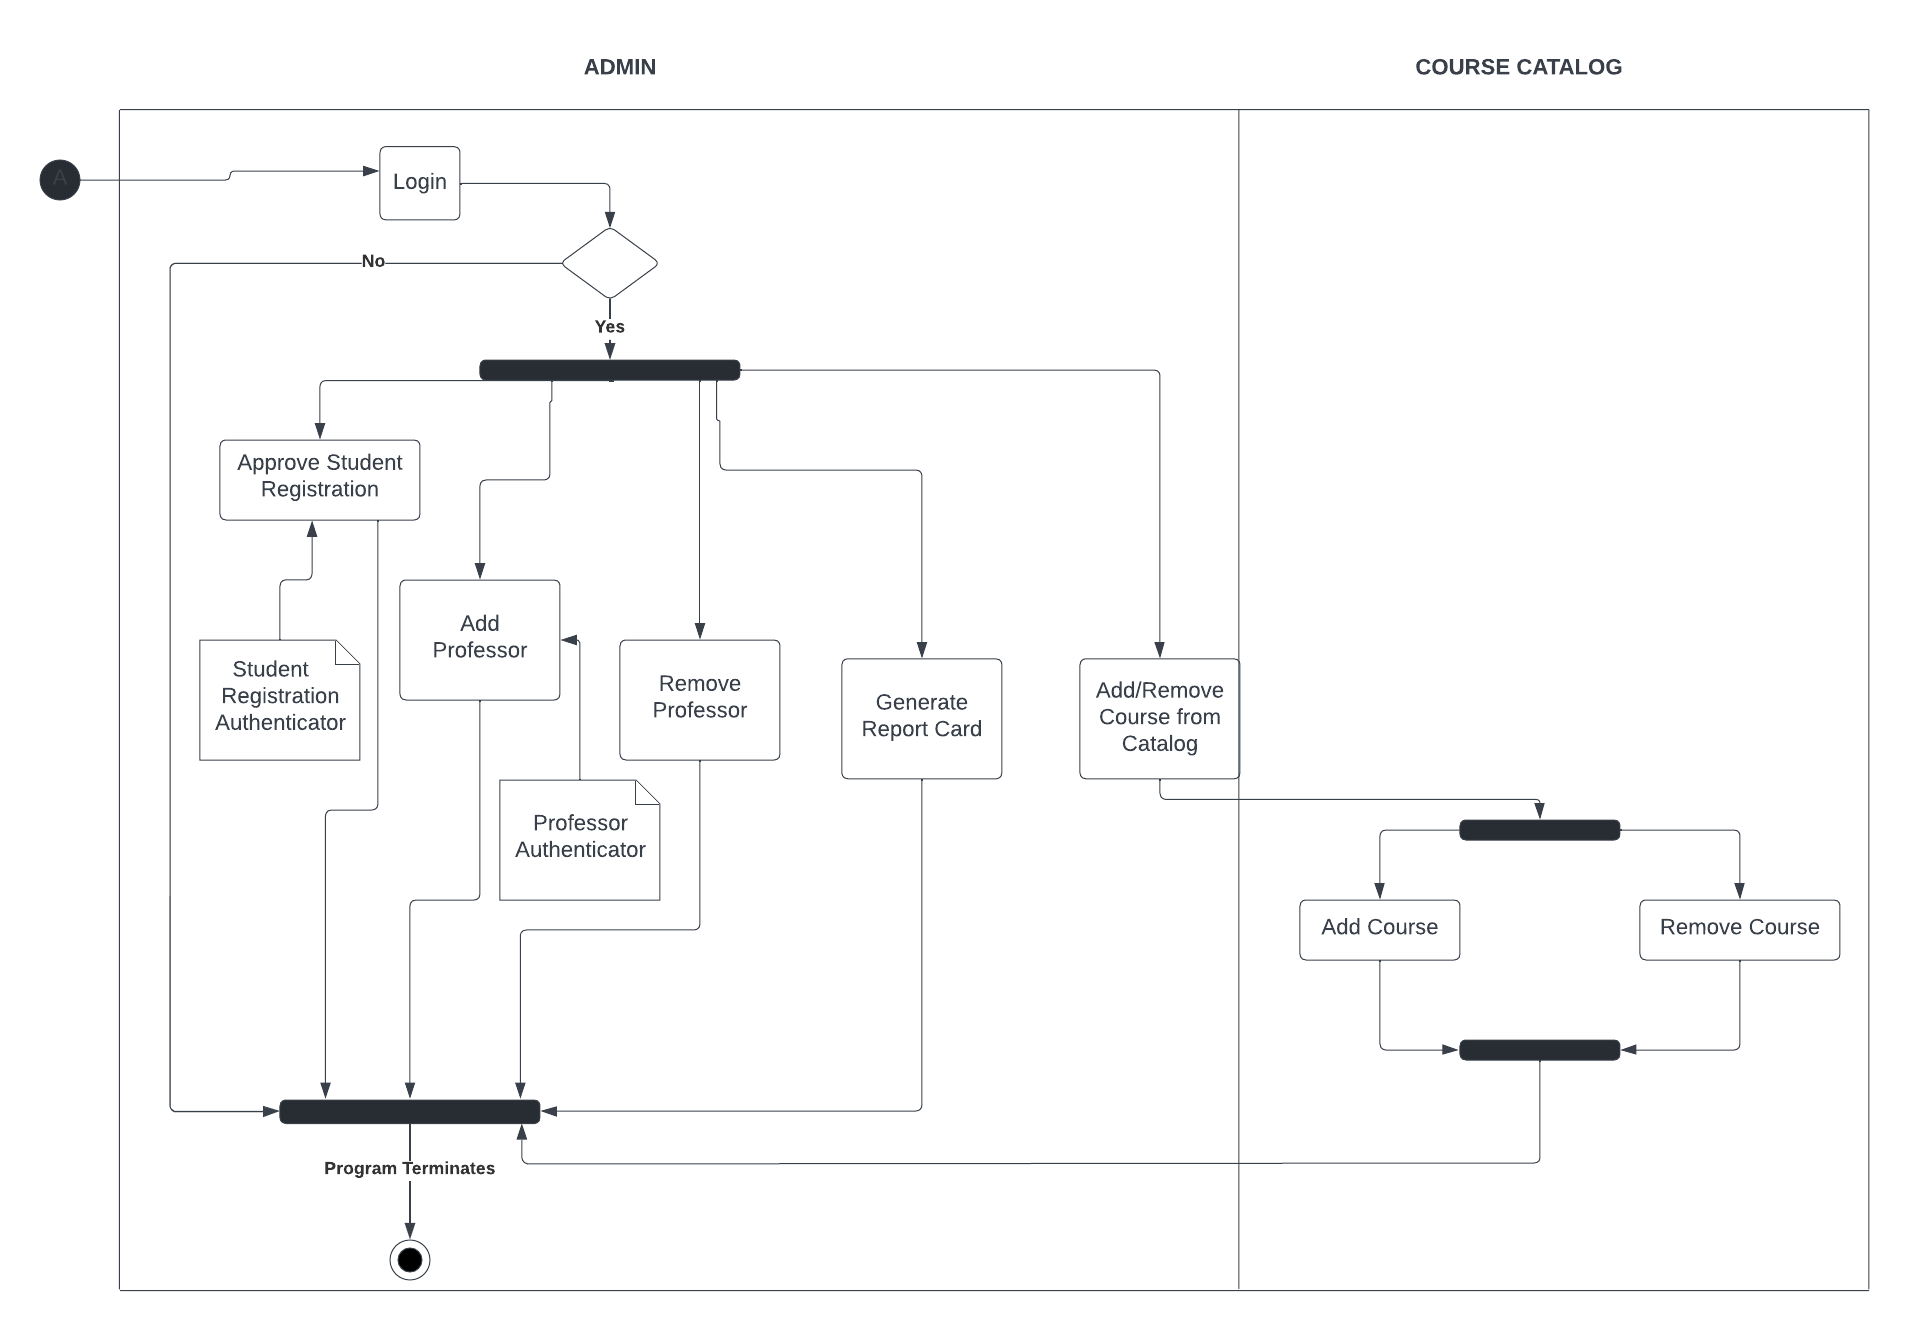 ADMIN
COURSE CATALOG
A
Login
No
Yes
Approve Student
Registration
Add
Professor
Student
Registration
Authenticator
Remove
Professor
Generate
Report Card
Add/Remove
Course from
Catalog
Professor
Authenticator
Add Course
Remove Course
Program Terminates